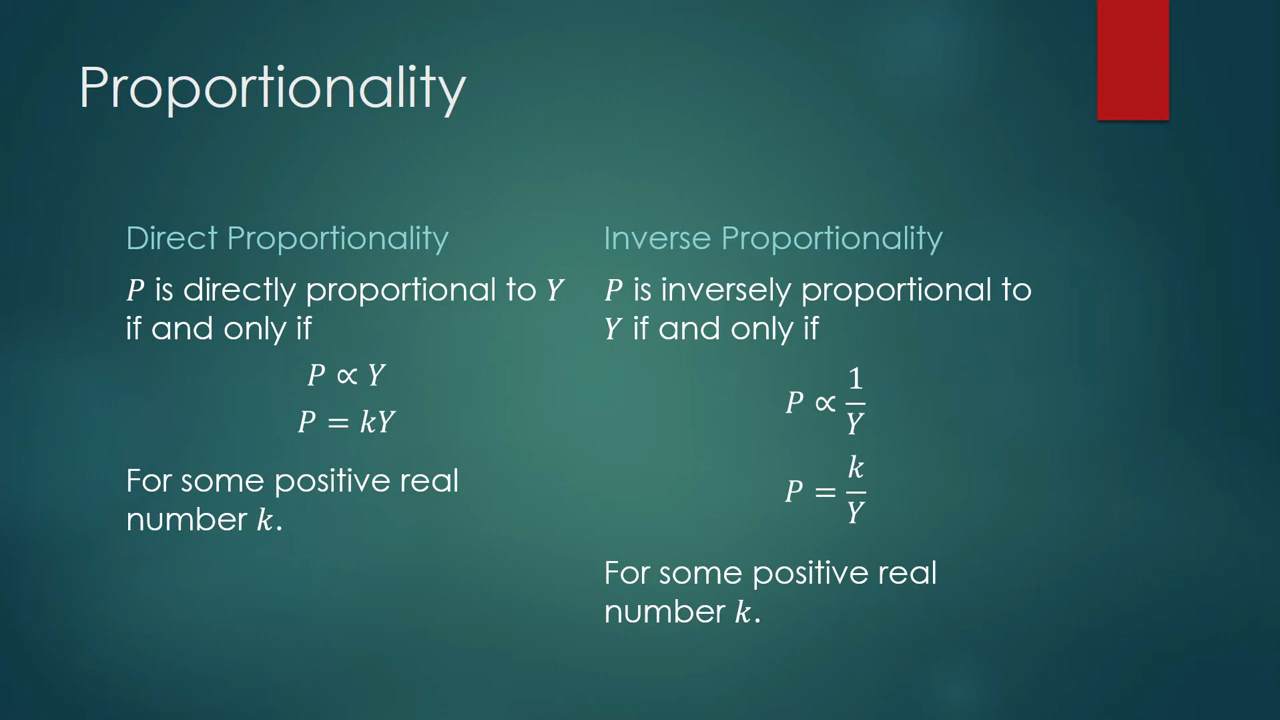 Proportionality
Direct Proportionality
P is directly proportional to Y
if and only if
P ∝ Y
P = kY
For some positive real
number k.
Inverse Proportionality
P is inversely proportional to
Y if and only if
P ∝ 1/Y
P = k/Y
For some positive real
number k.